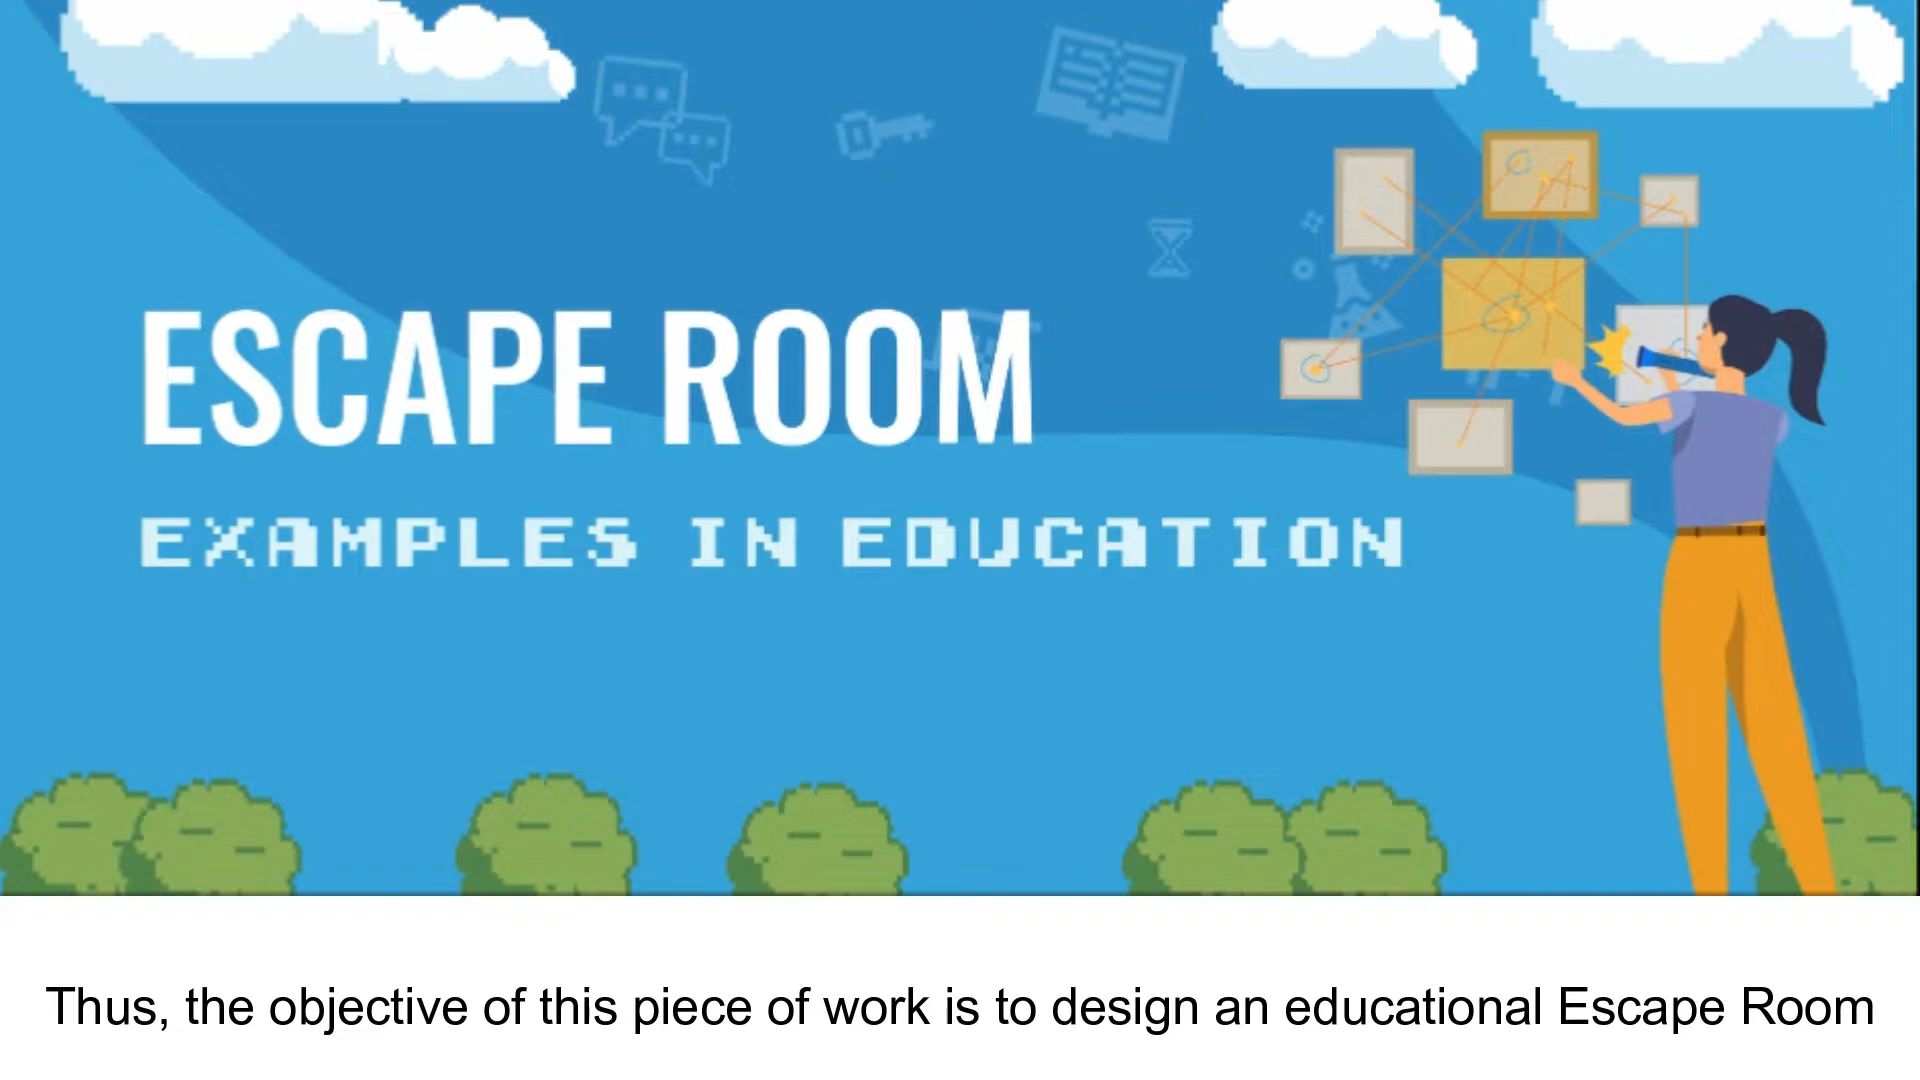 ESCAPE ROOM
EXAMPLES IN EDUCATION
Thus, the objective of this piece of work is to design an educational Escape Room